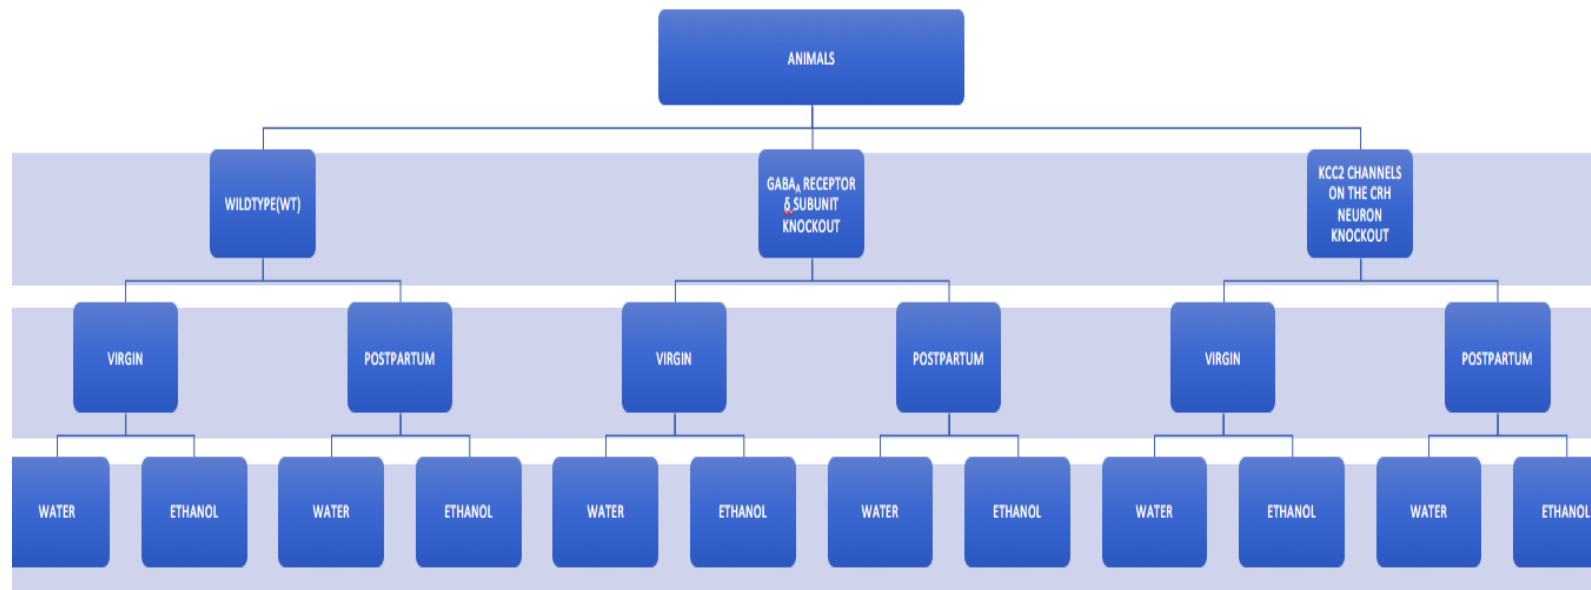 ANIMALS
WILDTYPE(WT)
GABAA RECEPTOR
δ SUBUNIT
KNOCKOUT
KCC2 CHANNELS
ON THE CRH
NEURON
KNOCKOUT
VIRGIN
POSTPARTUM
VIRGIN
POSTPARTUM
VIRGIN
POSTPARTUM
WATER
ETHANOL
WATER
ETHANOL
WATER
ETHANOL
WATER
ETHANOL
WATER
ETHANOL
WATER
ETHANOL